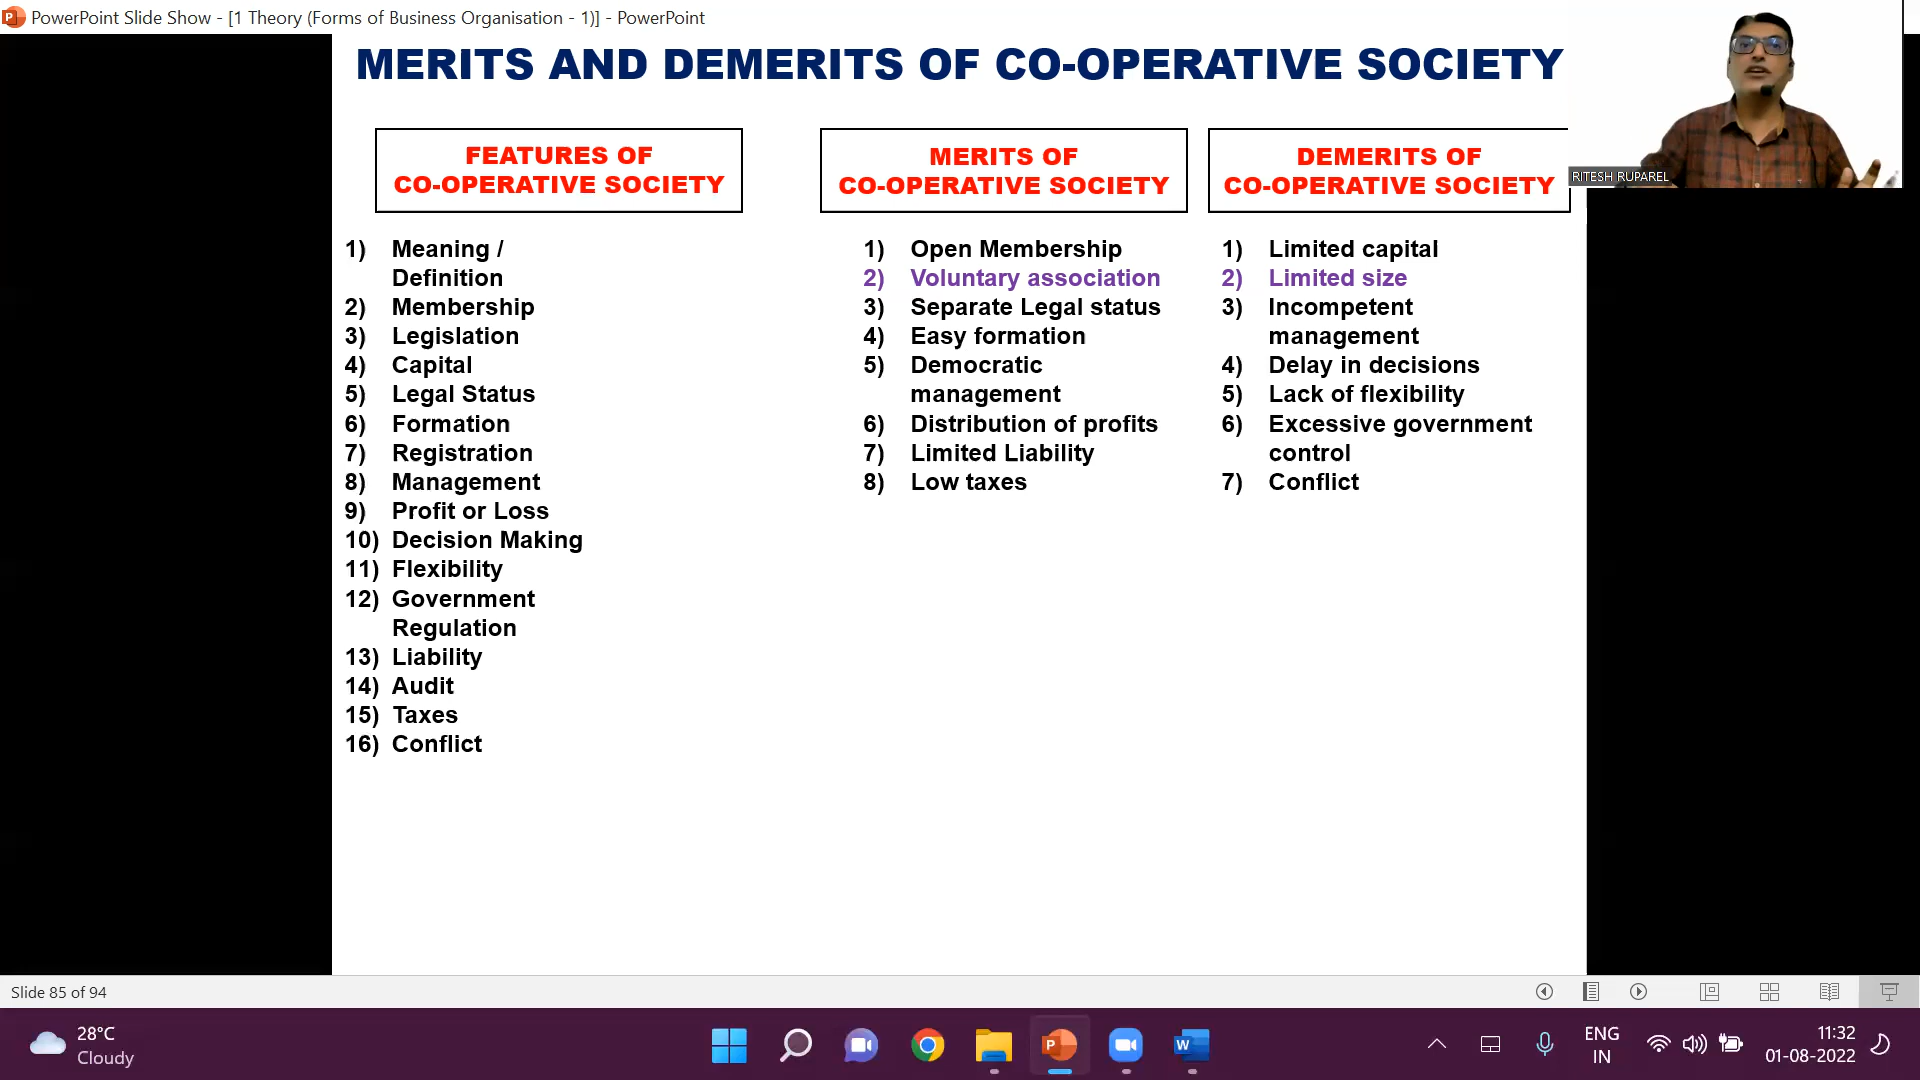 PowerPoint Slide Show - [1 Theory (Forms of Business Organisation - 1)] - PowerPoint
MERITS AND DEMERITS OF CO-OPERATIVE SOCIETY
RITESH RUPAREL
FEATURES OF
CO-OPERATIVE SOCIETY
1) Meaning /
Definition
2) Membership
3) Legislation
4) Capital
5) Legal Status
6) Formation
7) Registration
8) Management
9) Profit or Loss
10) Decision Making
11) Flexibility
12) Government
Regulation
13) Liability
14) Audit
15) Taxes
16) Conflict
MERITS OF
CO-OPERATIVE SOCIETY
1) Open Membership
2) Voluntary association
3) Separate Legal status
4) Easy formation
5) Democratic
management
6) Distribution of profits
7) Limited Liability
8) Low taxes
DEMERITS OF
CO-OPERATIVE SOCIETY
1) Limited capital
2) Limited size
3) Incompetent
management
4) Delay in decisions
5) Lack of flexibility
6) Excessive government
control
7) Conflict
Slide 85 of 94
28°C
Cloudy
P
W
ENG
IN
11:32
01-08-2022